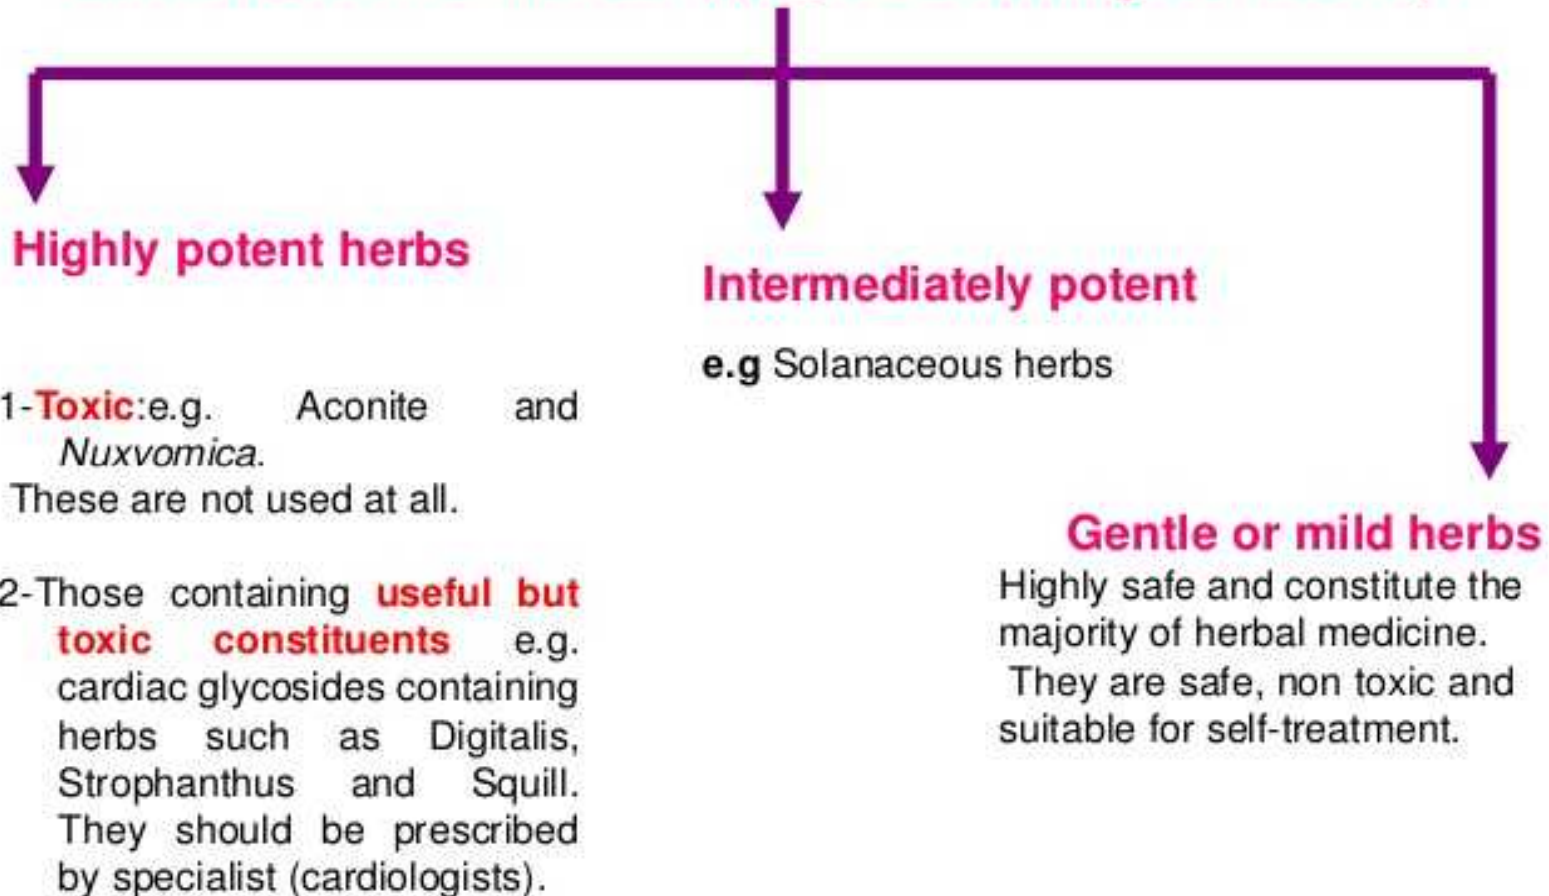 Highly potent herbs
1-Toxic:e.g. Aconite and
Nuxvomica.
These are not used at all.
2-Those containing useful but
toxic constituents e.g.
cardiac glycosides containing
herbs such as Digitalis,
Strophanthus and Squill.
They should be prescribed
by specialist (cardiologists).
Intermediately potent
e.g Solanaceous herbs
Gentle or mild herbs
Highly safe and constitute the
majority of herbal medicine.
They are safe, non toxic and
suitable for self-treatment.